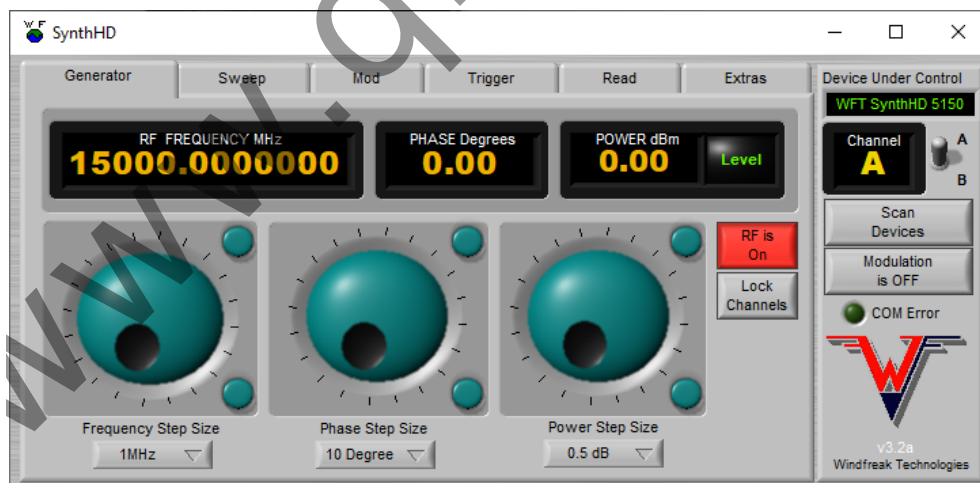 W F
SynthHD
Generator
Sweep
Mod
Trigger
Read
Extras
Device Under Control
WFT SynthHD 5150
RF FREQUENCY MHz
15000.0000000
PHASE Degrees
0.00
POWER dBm
0.00
Level
Channel
A
A
B
Scan
Devices
RF is
On
Modulation
is OFF
Lock
Channels
COM Error
Frequency Step Size
1MHz
Phase Step Size
10 Degree
Power Step Size
0.5 dB
W
v3.2a
Windfreak Technologies
www.q